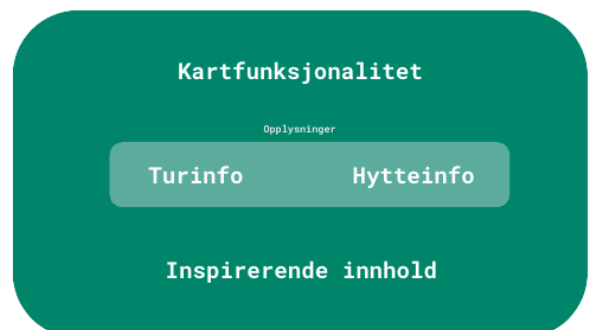 Kartfunksjonalitet
Opplysninger
Turinfo Hytteinfo
Inspirerende innhold